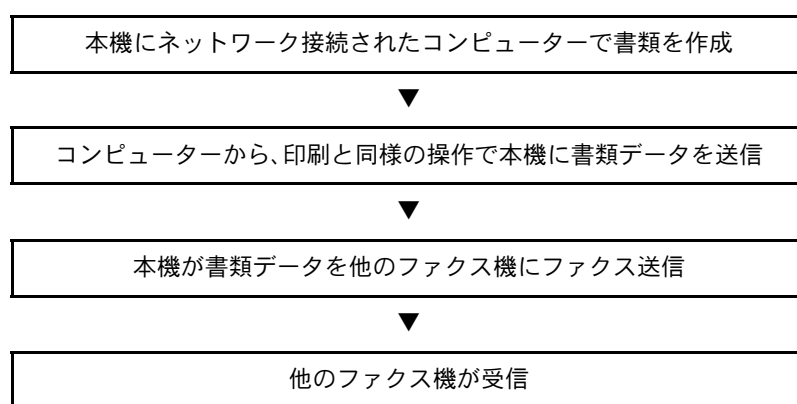 本機にネットワーク接続されたコンピューターで書類を作成
▼
コンピューターから、印刷と同様の操作で本機に書類データを送信
▼
本機が書類データを他のファクス機にファクス送信
▼
他のファクス機が受信